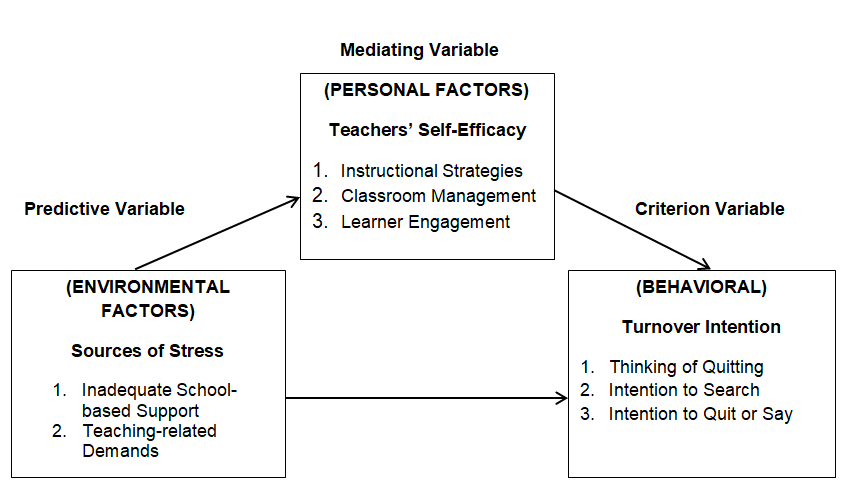 Mediating Variable
(PERSONAL FACTORS)
Teachers’ Self-Efficacy
1. Instructional Strategies
2. Classroom Management
3. Learner Engagement
Predictive Variable
Criterion Variable
(ENVIRONMENTAL
FACTORS)
Sources of Stress
1. Inadequate School-
based Support
2. Teaching-related
Demands
(BEHAVIORAL)
Turnover Intention
1. Thinking of Quitting
2. Intention to Search
3. Intention to Quit or Say